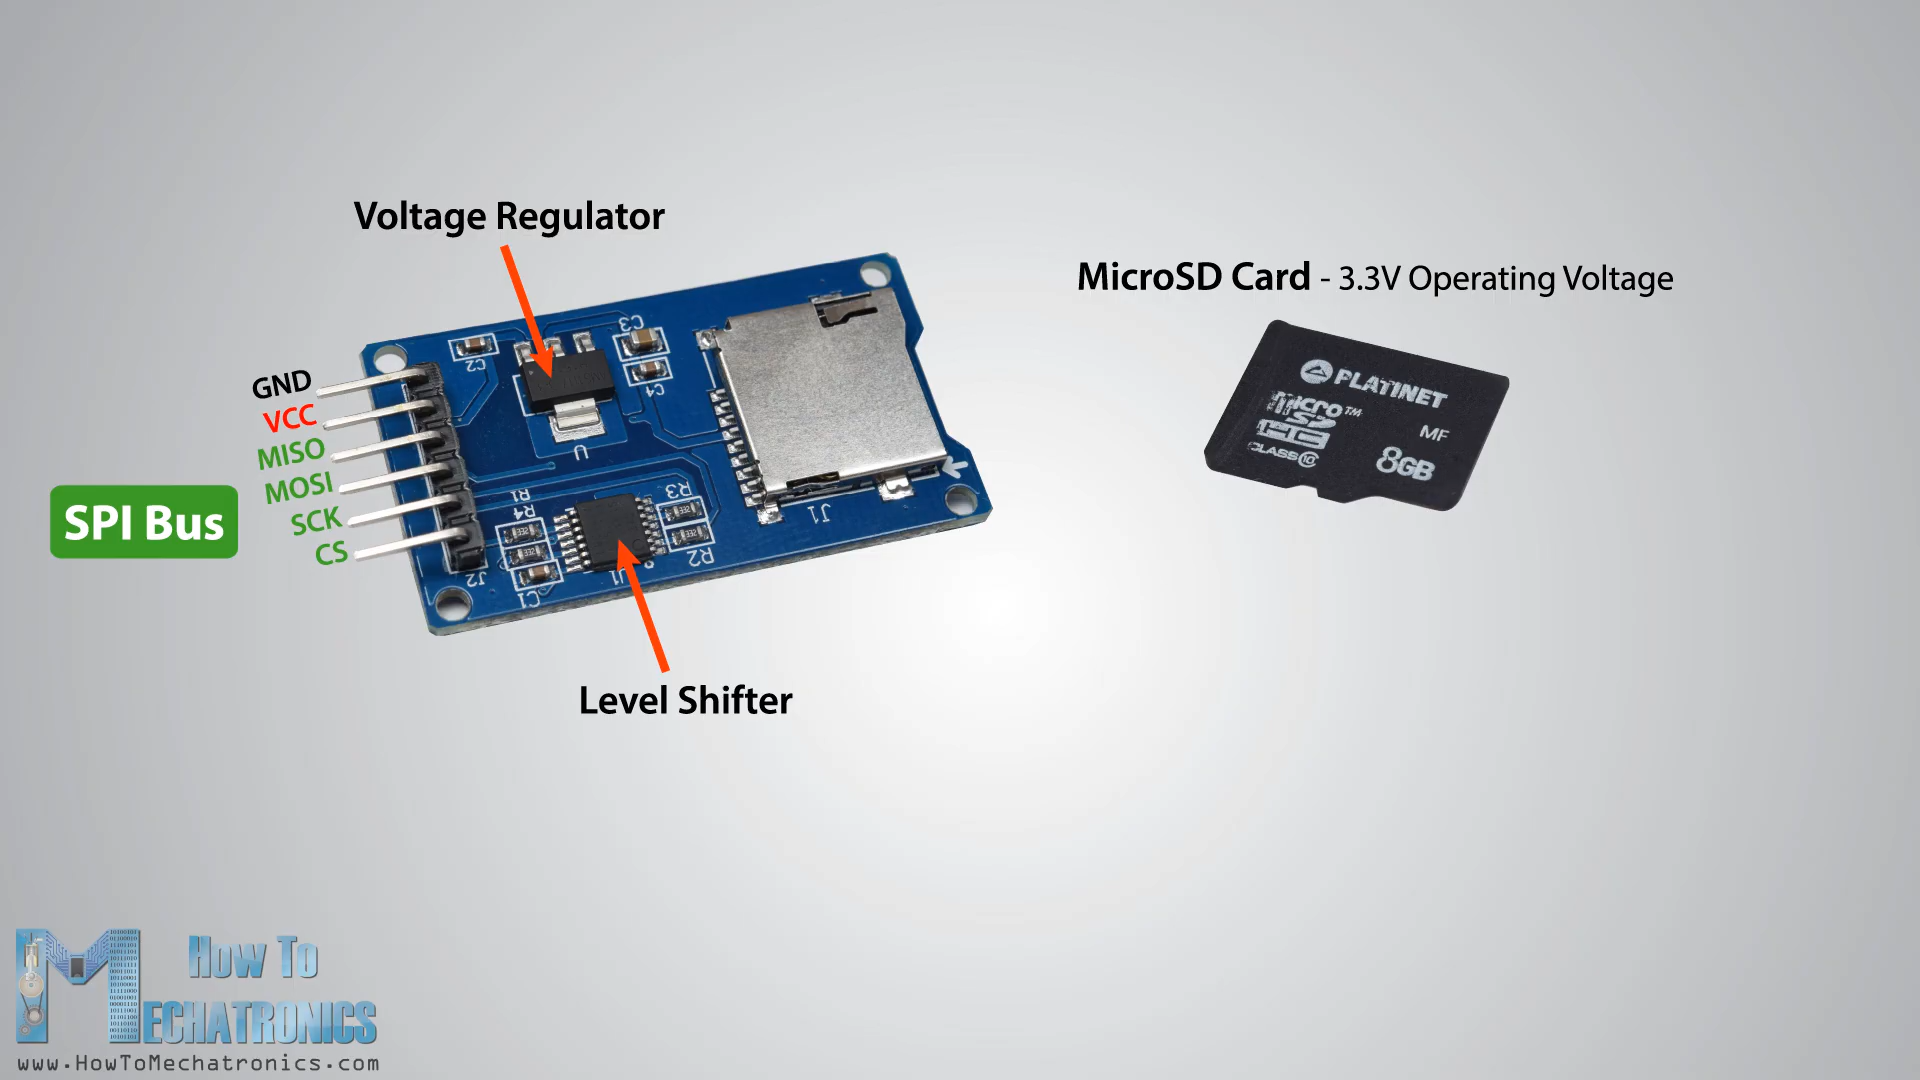 Voltage Regulator
MicroSD Card - 3.3V Operating Voltage
GND
VCC
MISO
MOSI
SCK
CS
SPI Bus
C2
C3
C4
U
R1
R4
R3
R2
C1
U1
J1
J2
PLATINET
Micro SD HC TM
MF
CLASS 10
8GB
Level Shifter
How To
MECHATRONICS
www.HowToMechatronics.com